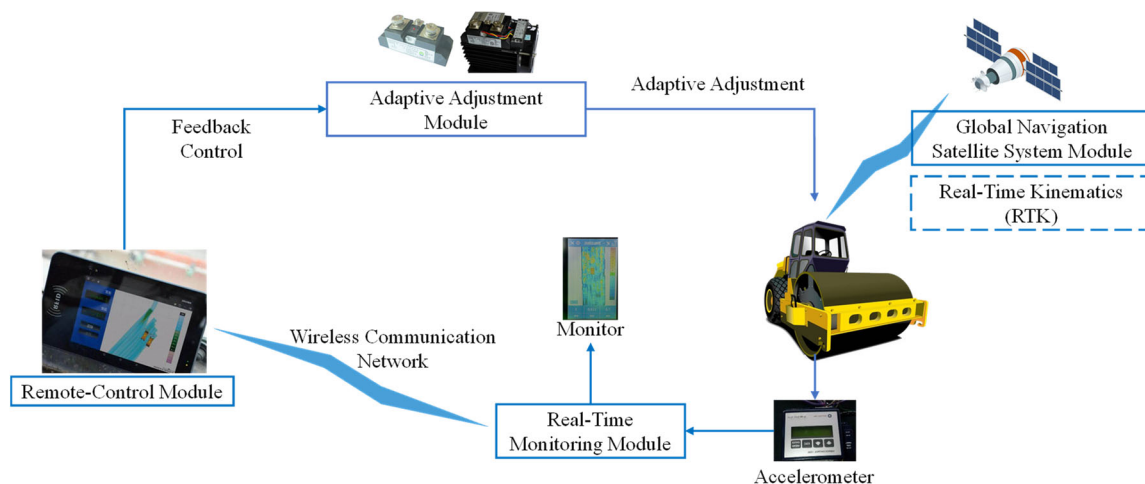 Adaptive Adjustment
Module
Adaptive Adjustment
Feedback
Control
Global Navigation
Satellite System Module
Real-Time Kinematics
(RTK)
Monitor
Wireless Communication
Network
Remote-Control Module
Real-Time
Monitoring Module
Accelerometer